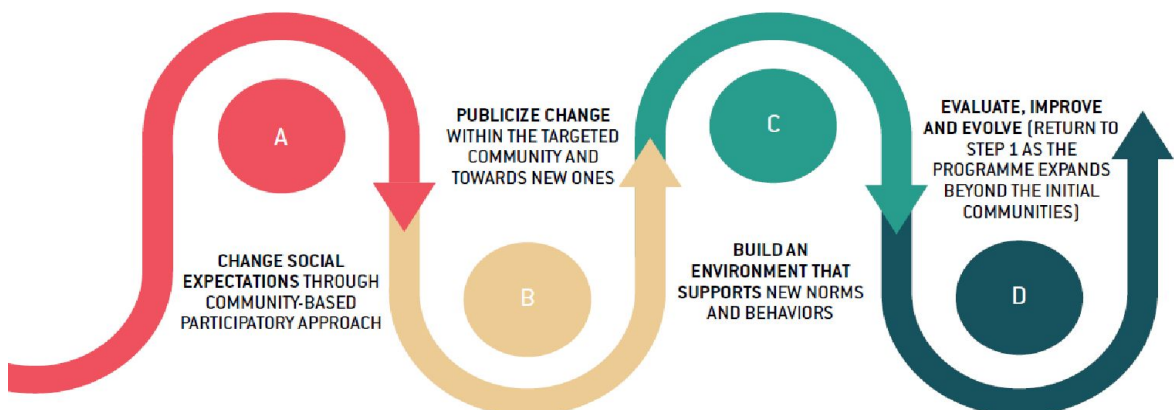 A
CHANGE SOCIAL
EXPECTATIONS THROUGH
COMMUNITY-BASED
PARTICIPATORY APPROACH
PUBLICIZE CHANGE
WITHIN THE TARGETED
COMMUNITY AND
TOWARDS NEW ONES
B
C
BUILD AN
ENVIRONMENT THAT
SUPPORTS NEW NORMS
AND BEHAVIORS
EVALUATE, IMPROVE
AND EVOLVE (RETURN TO
STEP 1 AS THE
PROGRAMME EXPANDS
BEYOND THE INITIAL
COMMUNITIES)
D